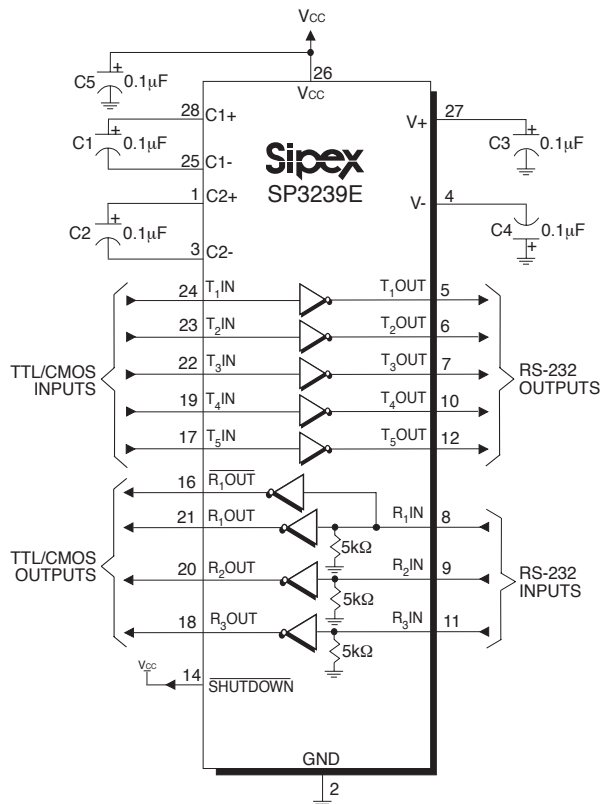 VCC
26
VCC
C5 + 0.1µF
28 C1+
C1 + 0.1µF
25 C1-
1 C2+
C2 + 0.1µF
3 C2-
Sipex
SP3239E
V+ 27
C3 + 0.1µF
V- 4
C4 0.1µF +
TTL/CMOS
INPUTS
24 T1IN T1OUT 5
23 T2IN T2OUT 6
22 T3IN T3OUT 7
19 T4IN T4OUT 10
17 T5IN T5OUT 12
RS-232
OUTPUTS
TTL/CMOS
OUTPUTS
16 R1OUT
21 R1OUT R1IN 8
5kΩ
20 R2OUT R2IN 9
5kΩ
18 R3OUT R3IN 11
5kΩ
RS-232
INPUTS
VCC
14 SHUTDOWN
GND
2